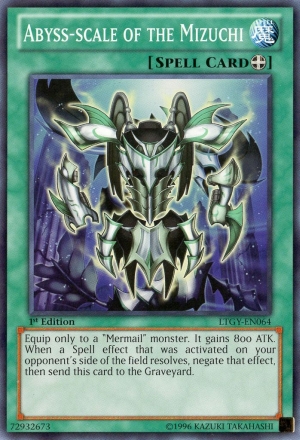 ABYSS-SCALE OF THE MIZUCHI
魔
[SPELL CARD]
1st Edition
LTGY-EN064
Equip only to a "Mermail" monster. It gains 800 ATK.
When a Spell effect that was activated on your
opponent's side of the field resolves, negate that effect,
then send this card to the Graveyard.
72932673
©1996 KAZUKI TAKAHASHI